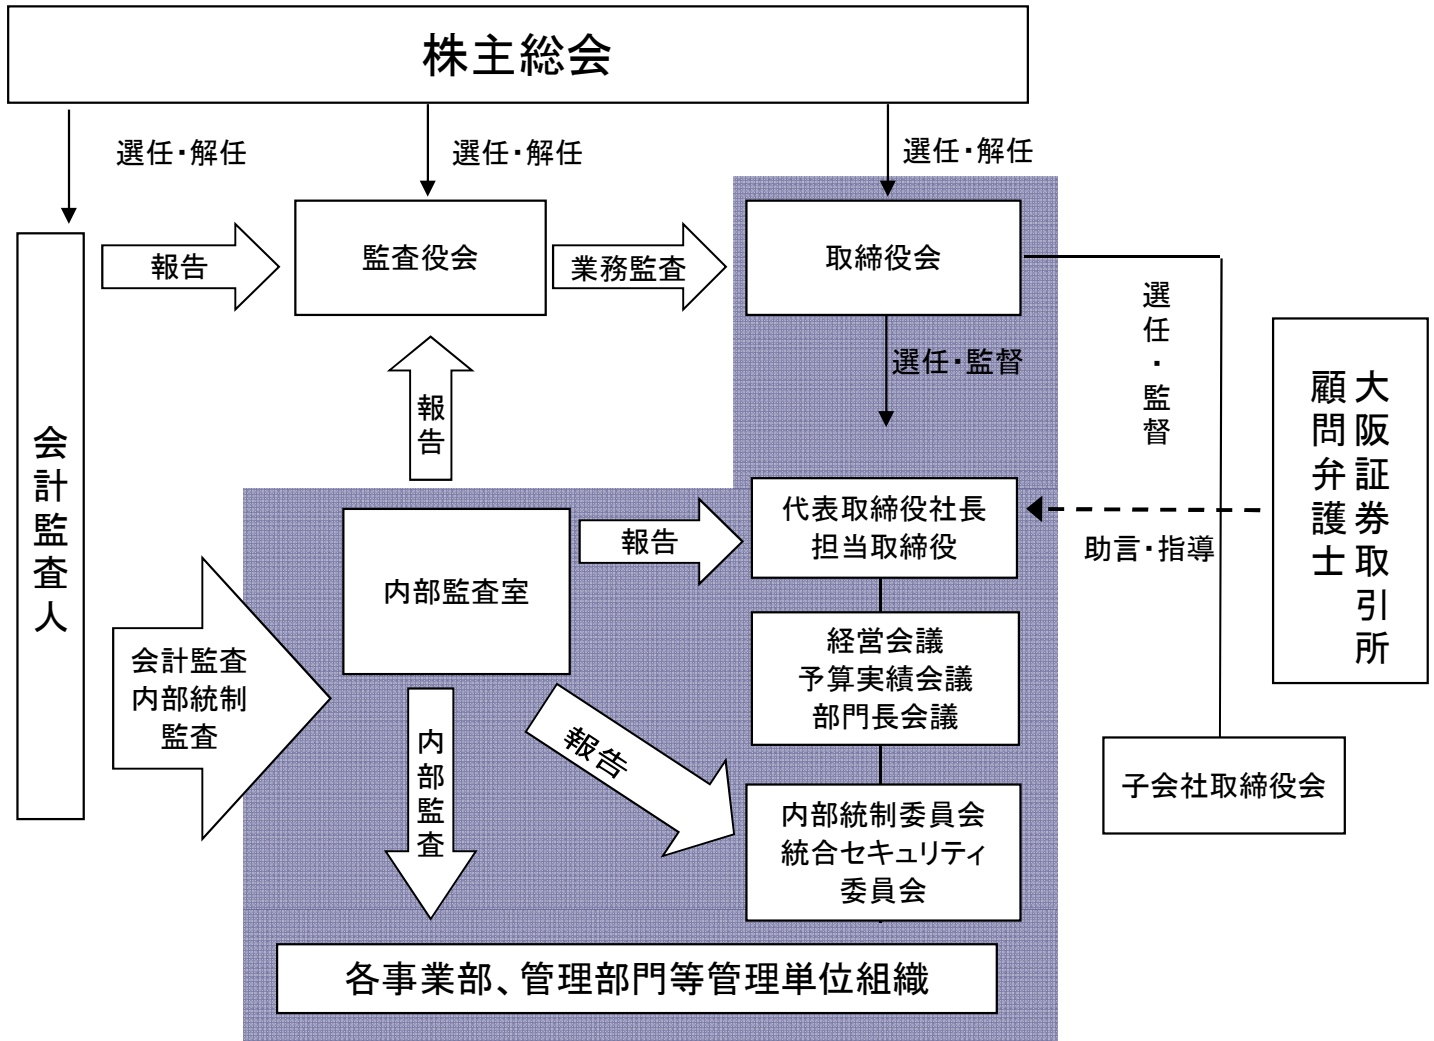 株主総会
選任・解任
選任・解任
選任・解任
報告
監査役会
業務監査
取締役会
選任・監督
選任・監督
大阪証券取引所
顧問弁護士
会計監査人
報告
内部監査室
報告
代表取締役社長
担当取締役
助言・指導
会計監査
内部統制
監査
経営会議
予算実績会議
部門長会議
内部監査
報告
子会社取締役会
内部統制委員会
統合セキュリティ
委員会
各事業部、管理部門等管理単位組織